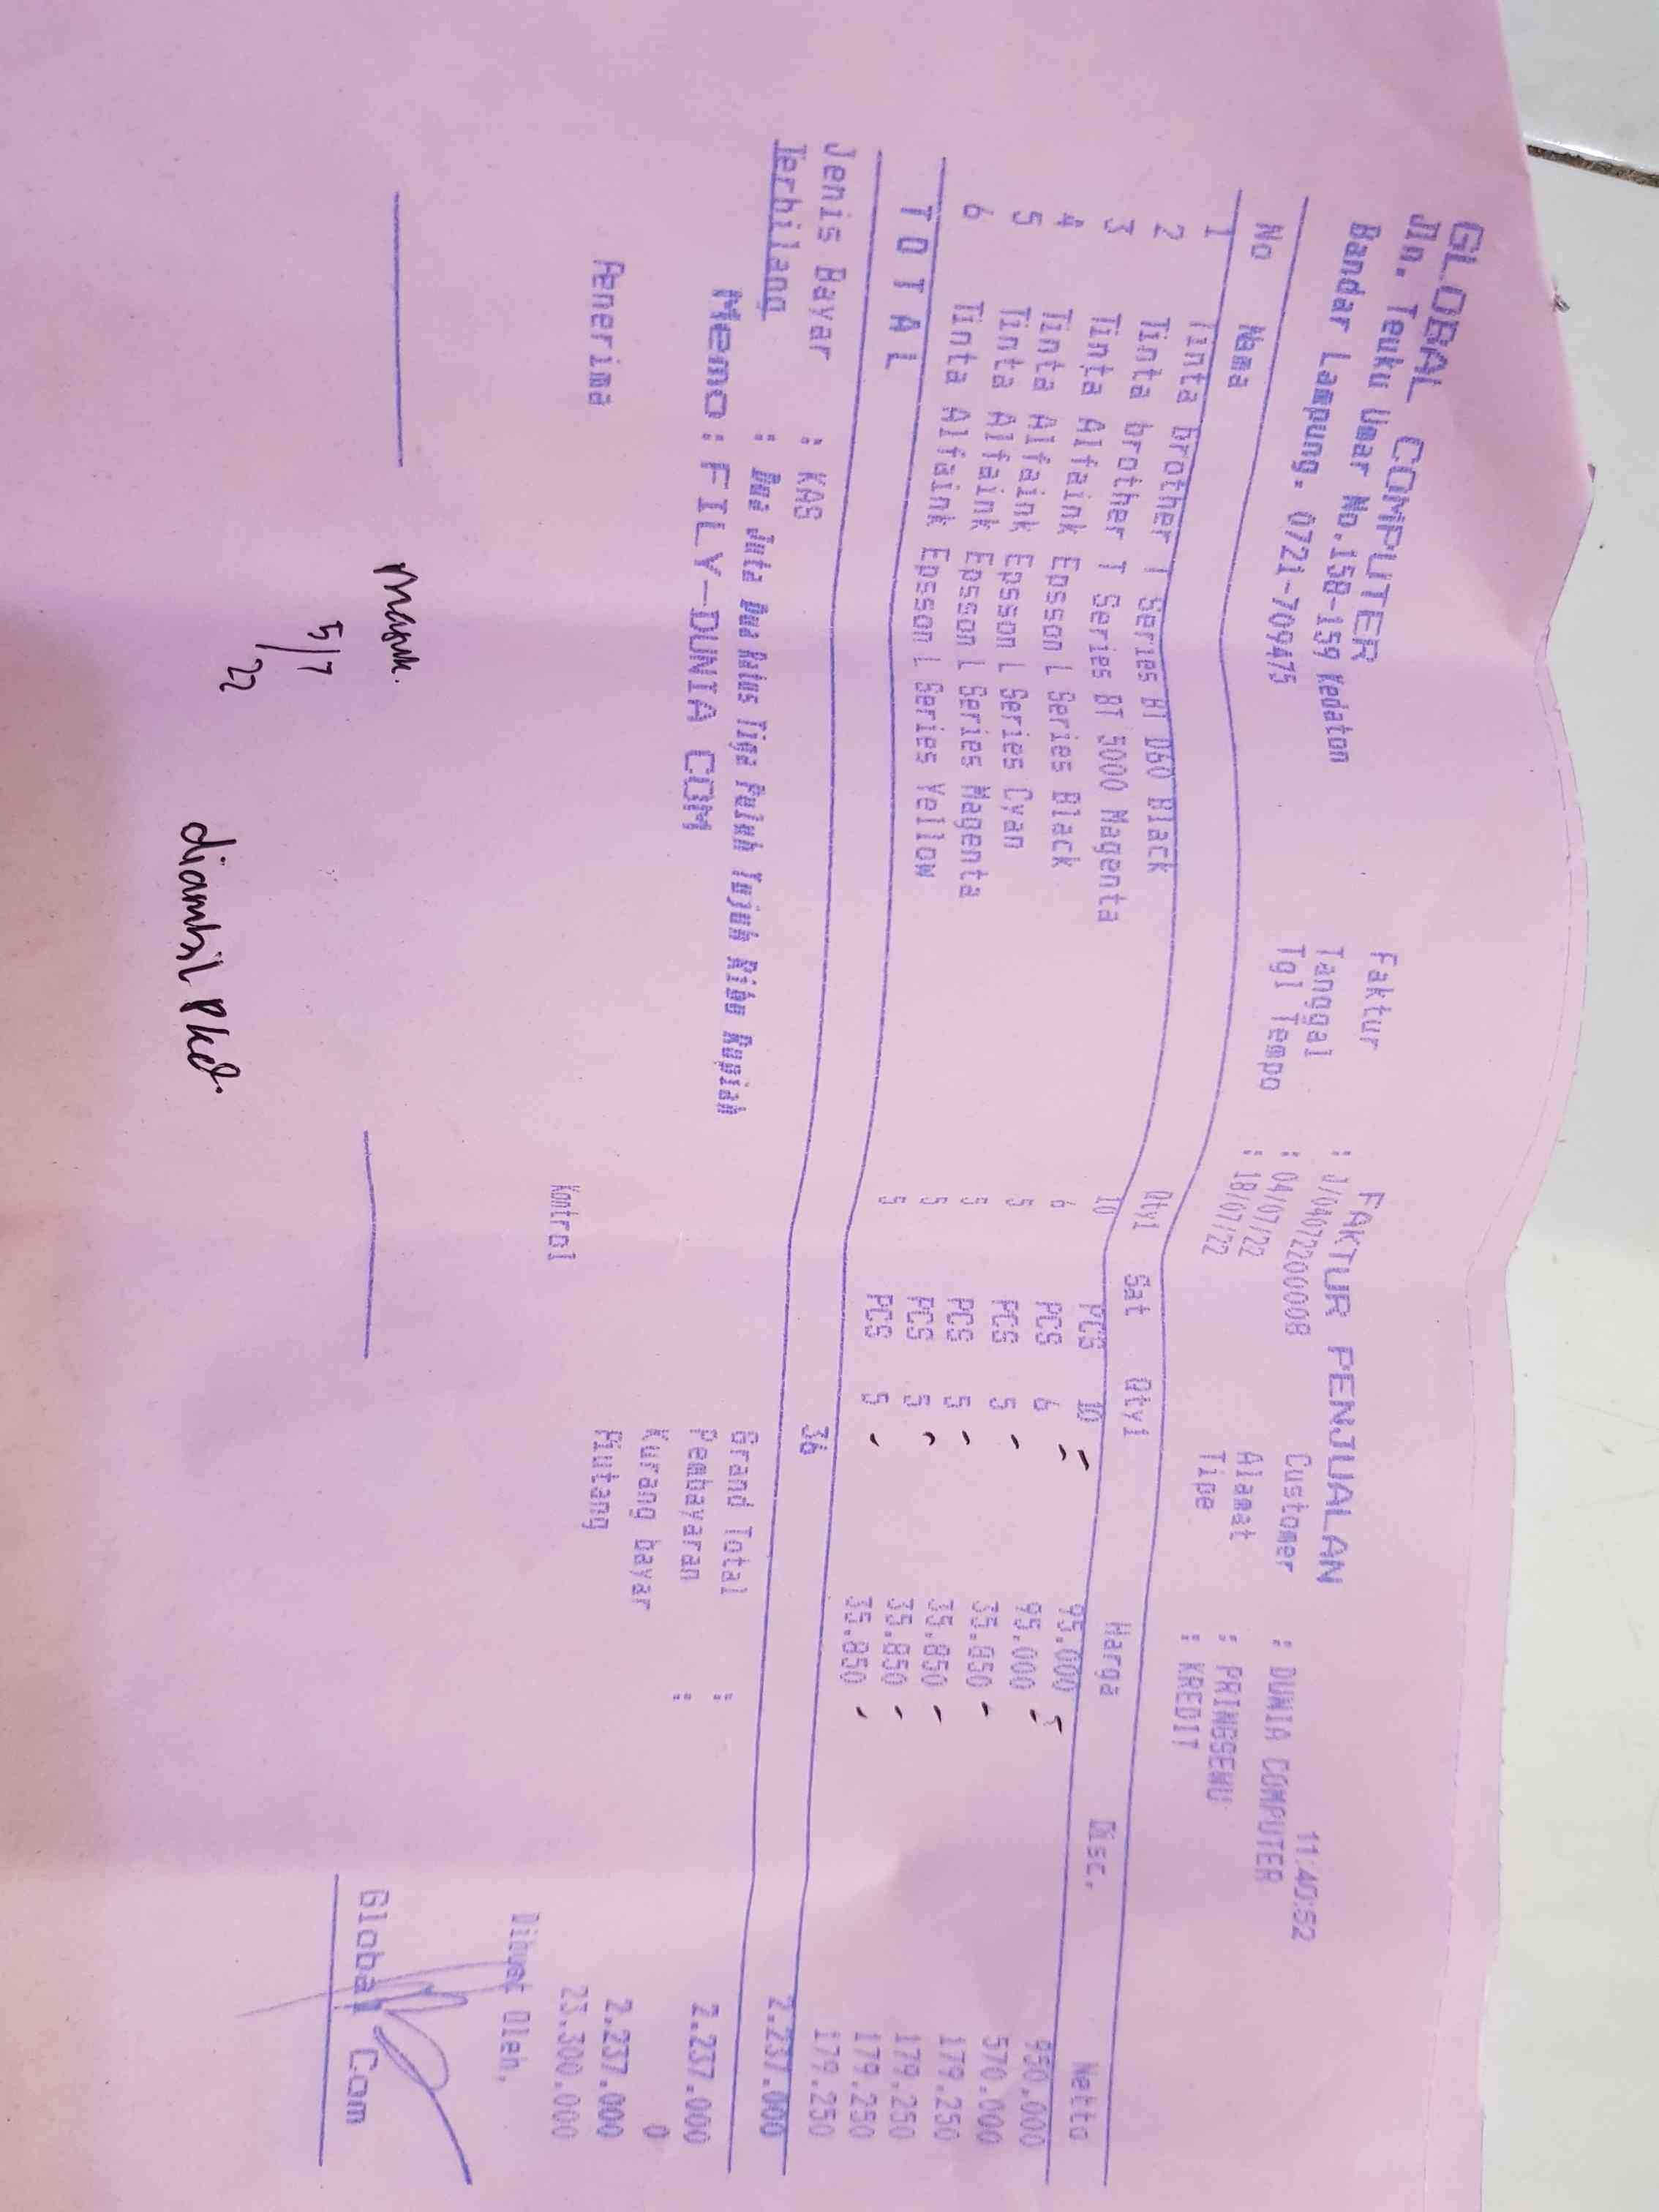 GLOBAL COMPUTER
Jln. Teuku Umar No.158-159 Kedaton
Bandar Lampung. 0721-709475
FAKTUR PENJUALAN 11:40:52
Faktur : J/04072200008 Customer : DUNIA COMPUTER
Tanggal : 04/07/22 Alamat : PRINGSEWU
Tgl Tempo : 18/07/22 Tipe : KREDIT
No Nama Qty1 Sat Qty1 Harga Disc. Netto
1 Tinta brother T Series BT D60 Black 10 PCS 10 95.000 950.000
2 Tinta brother T Series BT 5000 Magenta 6 PCS 6 95.000 570.000
3 Tinta Alfaink Epsson L Series Black 5 PCS 5 35.850 179.250
4 Tinta Alfaink Epsson L Series Cyan 5 PCS 5 35.850 179.250
5 Tinta Alfaink Epsson L Series Magenta 5 PCS 5 35.850 179.250
6 Tinta Alfaink Epsson L Series Yellow 5 PCS 5 35.850 179.250
T O T A L 36 2.237.000
Jenis Bayar : KAS Grand Total : 2.237.000
Terbilang : Dua Juta Dua Ratus Tiga Puluh Tujuh Ribu Rupiah Pembayaran : 0
Memo : FILY-DUNIA COM Kurang bayar 2.237.000
Piutang 23.300.000
Penerima Kontrol Dibuat Oleh,
Global Com
masuk.
5/7
22
diambil